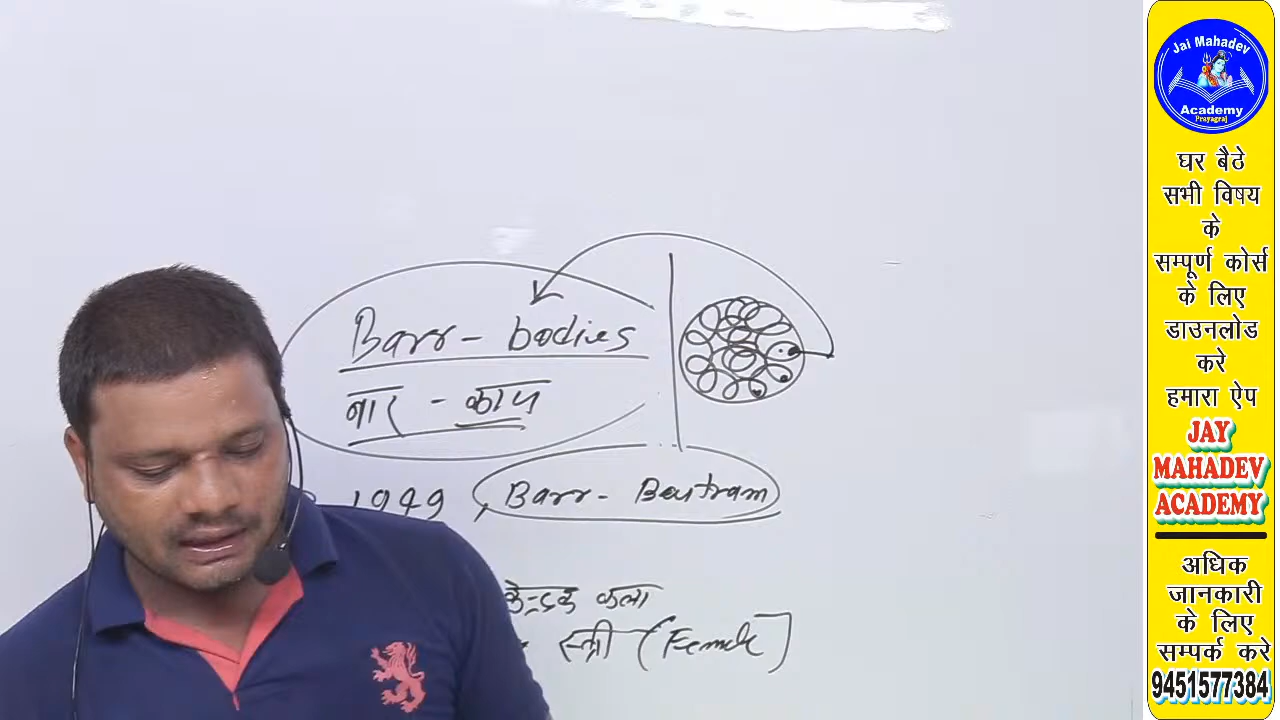 Barr - bodies
बार - काय
1949, Barr - Bertram
केन्द्रक कला
स्त्री (Female)
Jai Mahadev
Academy
Prayagraj
घर बैठे
सभी विषय
के
सम्पूर्ण कोर्स
के लिए
डाउनलोड
करे
हमारा ऐप
JAY
MAHADEV
ACADEMY
अधिक
जानकारी
के लिए
सम्पर्क करे
9451577384